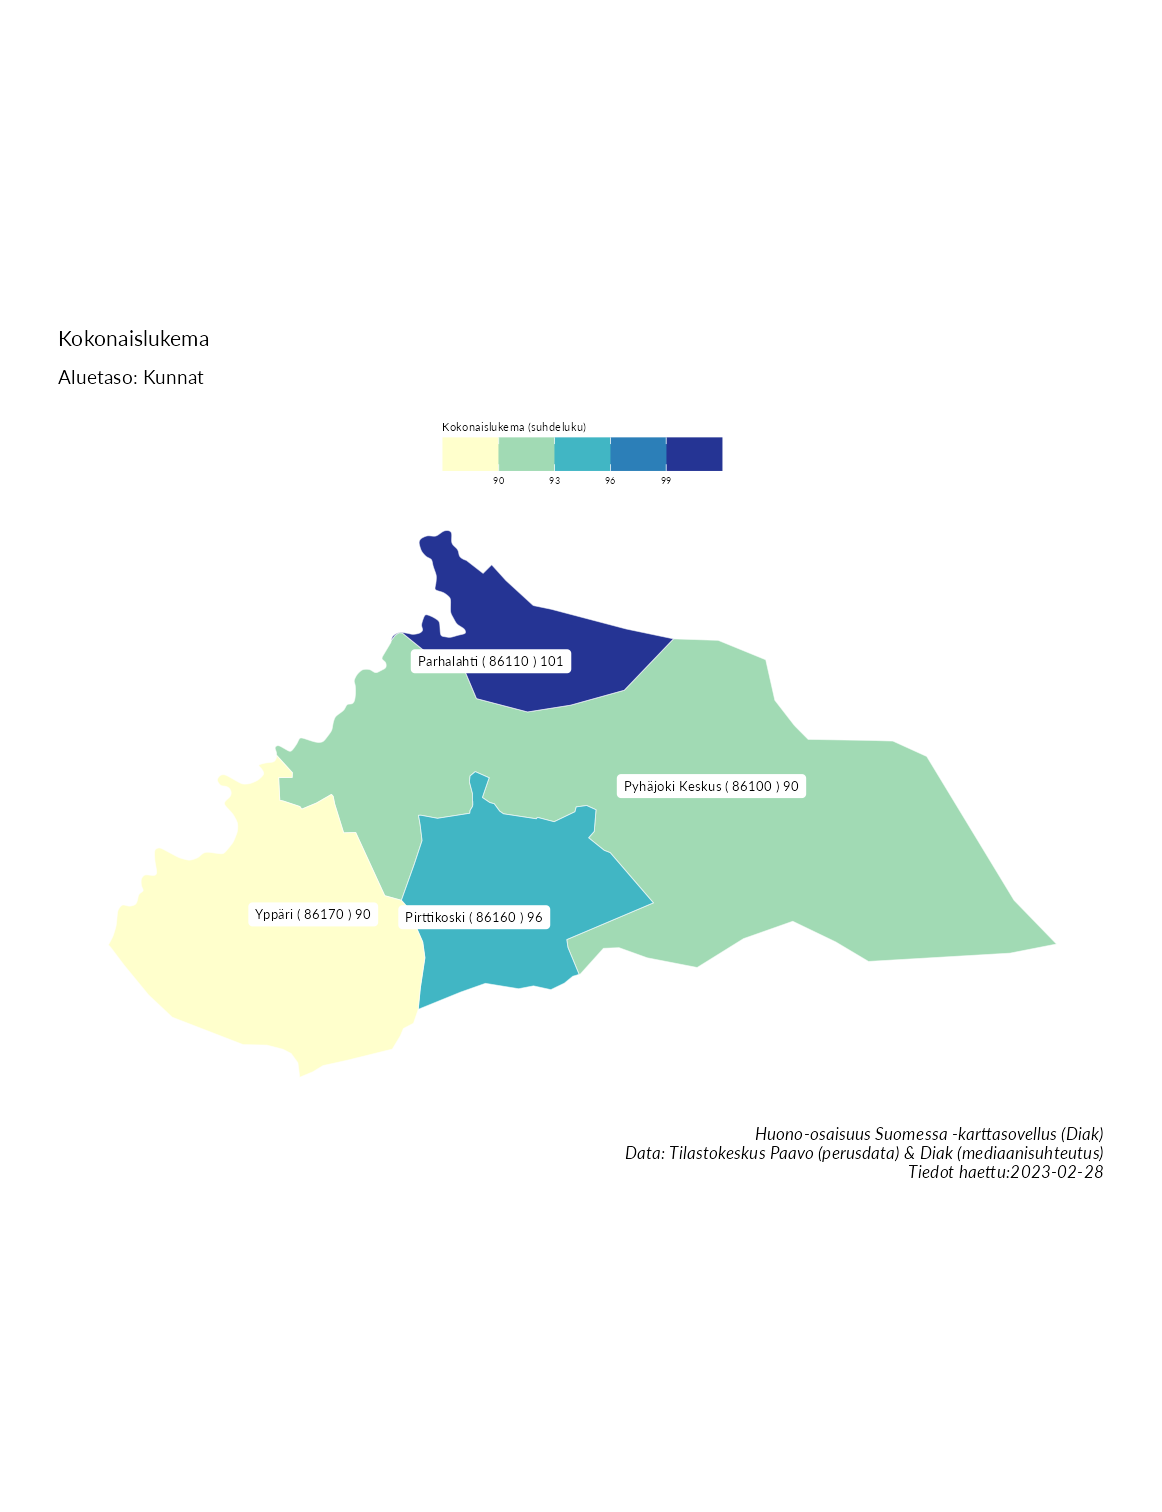 Kokonaislukema
Aluetaso: Kunnat
Kokonaislukema (suhdeluku)
90 93 96 99
Parhalahti ( 86110 ) 101
Pyhäjoki Keskus ( 86100 ) 90
Yppäri ( 86170 ) 90
Pirttikoski ( 86160 ) 96
Huono-osaisuus Suomessa -karttasovellus (Diak)
Data: Tilastokeskus Paavo (perusdata) & Diak (mediaanisuhteutus)
Tiedot haettu:2023-02-28